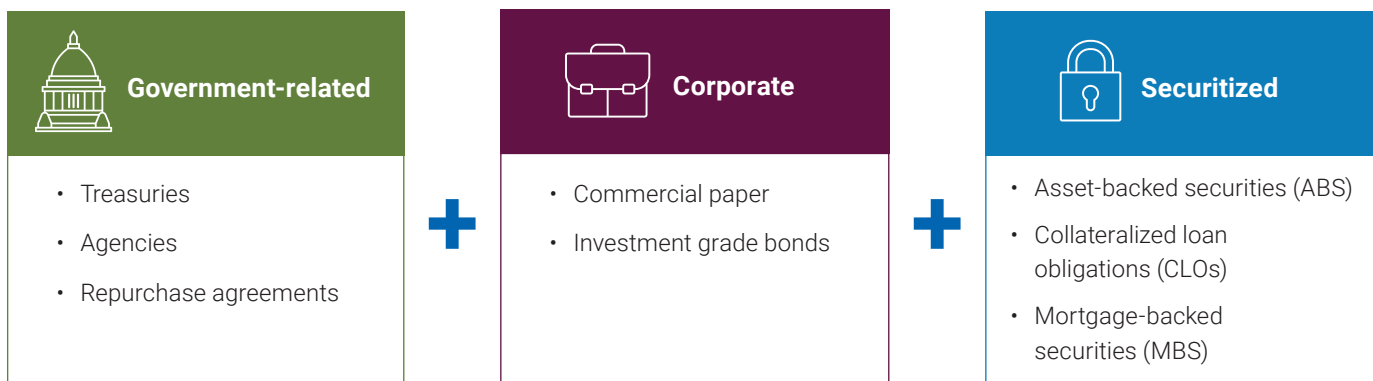 Government-related
• Treasuries
• Agencies
• Repurchase agreements
Corporate
• Commercial paper
• Investment grade bonds
Securitized
• Asset-backed securities (ABS)
• Collateralized loan
obligations (CLOs)
• Mortgage-backed
securities (MBS)